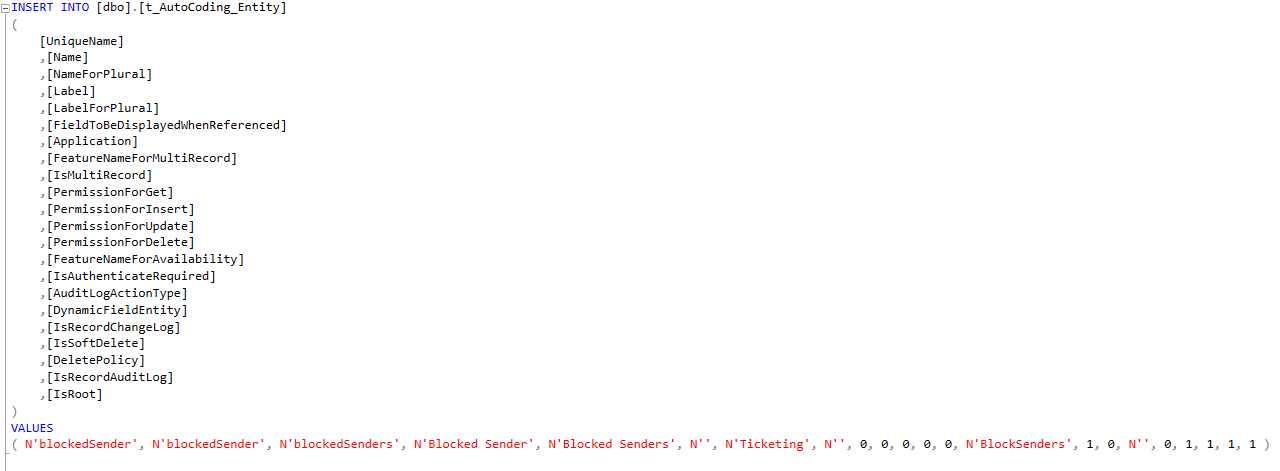 INSERT INTO [dbo].[t_AutoCoding_Entity]
(
[UniqueName]
,[Name]
,[NameForPlural]
,[Label]
,[LabelForPlural]
,[FieldToBeDisplayedWhenReferenced]
,[Application]
,[FeatureNameForMultiRecord]
,[IsMultiRecord]
,[PermissionForGet]
,[PermissionForInsert]
,[PermissionForUpdate]
,[PermissionForDelete]
,[FeatureNameForAvailability]
,[IsAuthenticateRequired]
,[AuditLogActionType]
,[DynamicFieldEntity]
,[IsRecordChangeLog]
,[IsSoftDelete]
,[DeletePolicy]
,[IsRecordAuditLog]
,[IsRoot]
)
VALUES
( N'blockedSender', N'blockedSender', N'blockedSenders', N'Blocked Sender', N'Blocked Senders', N'', N'Ticketing', N'', 0, 0, 0, 0, 0, N'BlockSenders', 1, 0, N'', 0, 1, 1, 1, 1 )